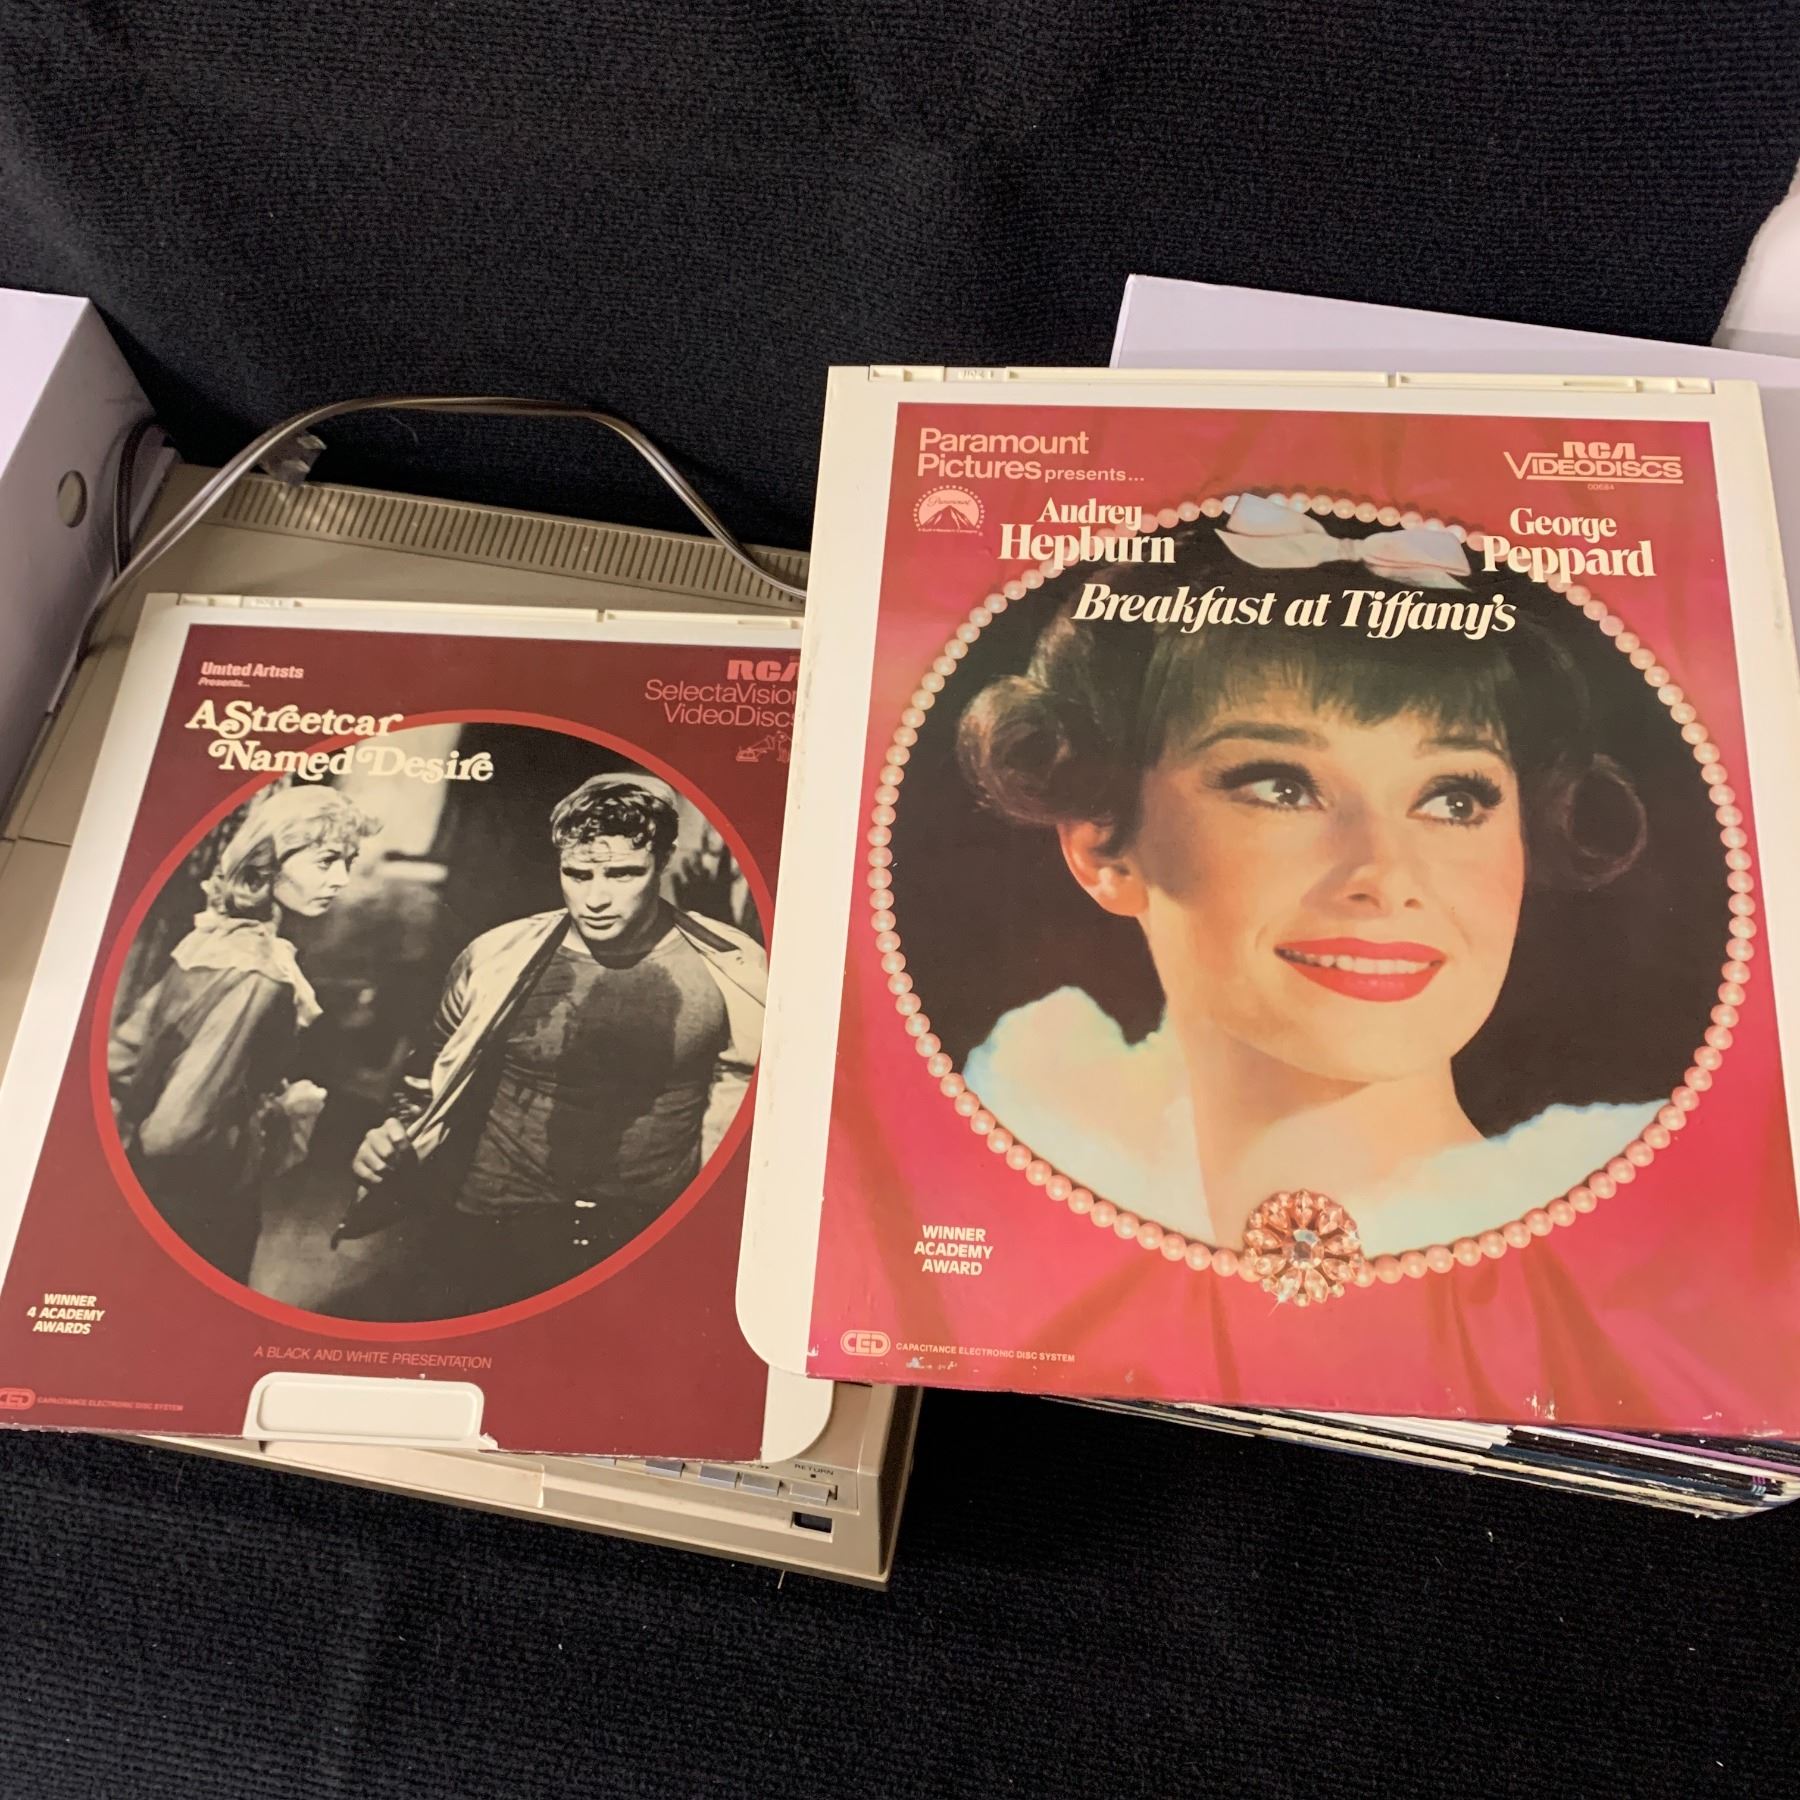 United Artists
Presents...
A Streetcar
Named Desire
RCA
SelectaVision
VideoDiscs
WINNER
4 ACADEMY
AWARDS
A BLACK AND WHITE PRESENTATION
CED CAPACITANCE ELECTRONIC DISC SYSTEM
RETURN
Paramount
Pictures presents...
Paramount
RCA
VIDEODISCS
00684
Audrey
Hepburn
George
Peppard
Breakfast at Tiffany's
WINNER
ACADEMY
AWARD
CED CAPACITANCE ELECTRONIC DISC SYSTEM